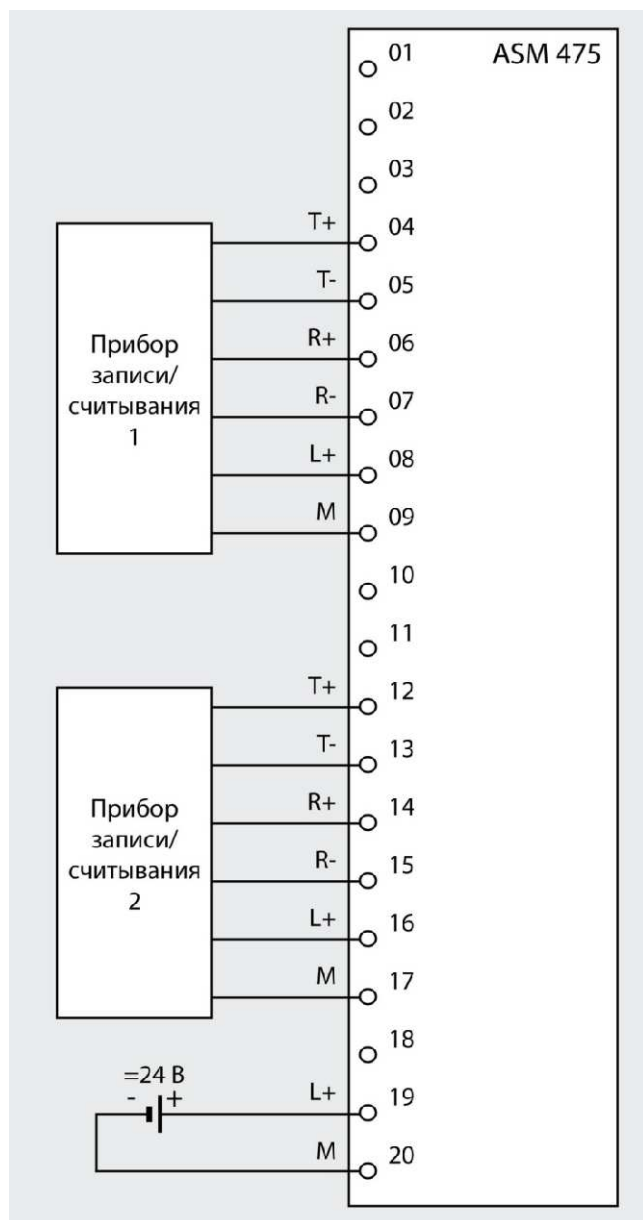 01 ASM 475
02
03
T+ 04
T- 05
R+ 06
R- 07
L+ 08
M 09
Прибор
записи/
считывания
1
10
11
T+ 12
T- 13
R+ 14
R- 15
L+ 16
M 17
Прибор
записи/
считывания
2
18
=24 В
- +
L+ 19
M 20